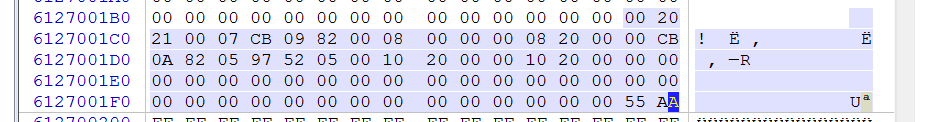 6127001B0 00 00 00 00 00 00 00 00 00 00 00 00 00 00 00 20
6127001C0 21 00 07 CB 09 82 00 08 00 00 00 08 20 00 00 CB ! Ë ‚ Ë
6127001D0 0A 82 05 97 52 05 00 10 20 00 00 10 20 00 00 00 ‚ —R
6127001E0 00 00 00 00 00 00 00 00 00 00 00 00 00 00 00 00
6127001F0 00 00 00 00 00 00 00 00 00 00 00 00 00 00 55 AA Uª